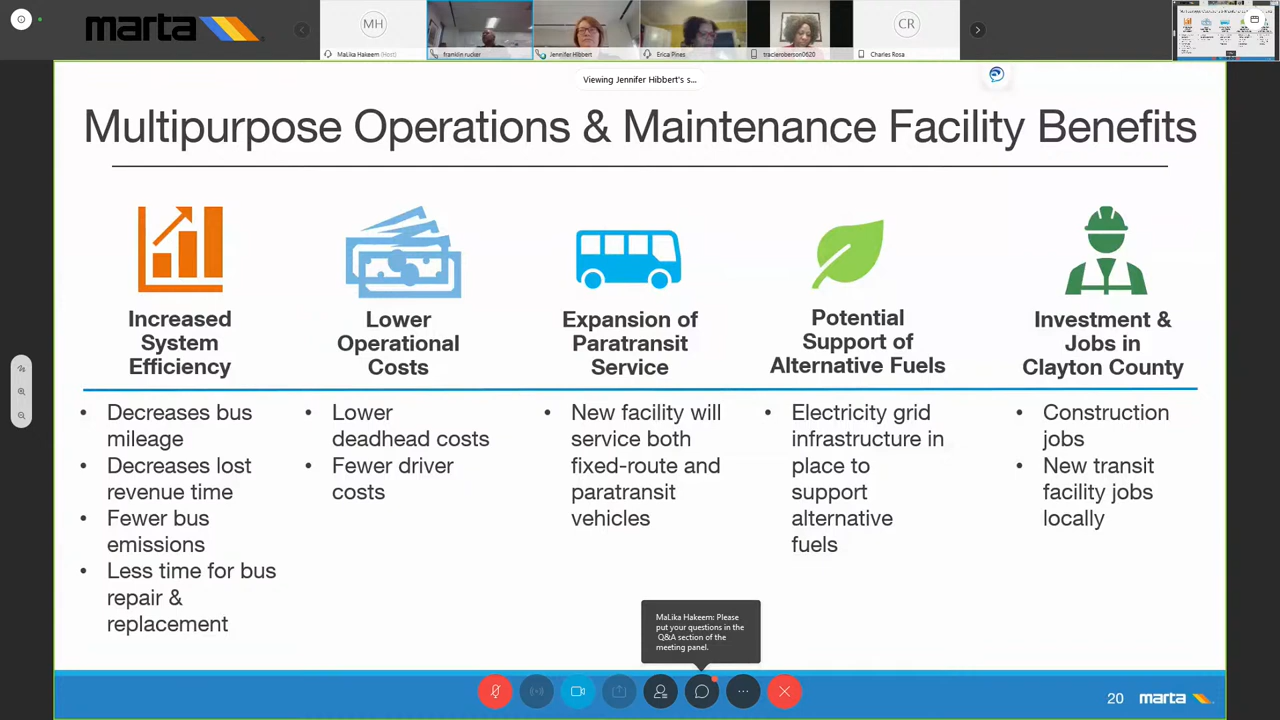 marta
MH
MaLika Hakeem (Host)
franklin rucker
Jennifer Hibbert
Erica Pines
tracieroberson0620
CR
Charles Rosa
Viewing Jennifer Hibbert's s...
Multipurpose Operations & Maintenance Facility Benefits
Increased
System
Efficiency
• Decreases bus
mileage
• Decreases lost
revenue time
• Fewer bus
emissions
• Less time for bus
repair &
replacement
Lower
Operational
Costs
• Lower
deadhead costs
• Fewer driver
costs
Expansion of
Paratransit
Service
• New facility will
service both
fixed-route and
paratransit
vehicles
Potential
Support of
Alternative Fuels
• Electricity grid
infrastructure in
place to
support
alternative
fuels
Investment &
Jobs in
Clayton County
• Construction
jobs
• New transit
facility jobs
locally
MaLika Hakeem: Please
put your questions in the
Q&A section of the
meeting panel.
20
marta